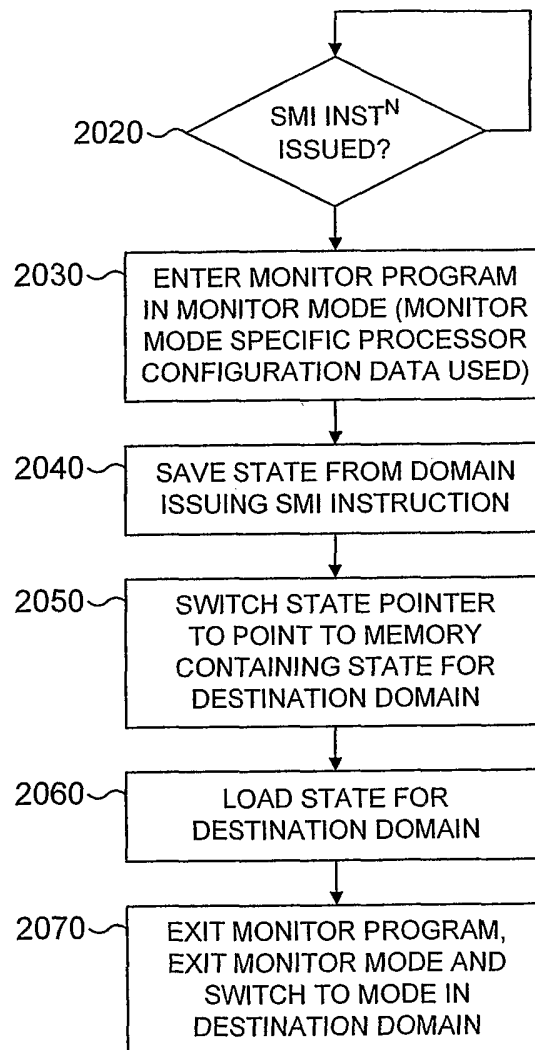 2020
SMI INST^N
ISSUED?
2030
ENTER MONITOR PROGRAM
IN MONITOR MODE (MONITOR
MODE SPECIFIC PROCESSOR
CONFIGURATION DATA USED)
2040
SAVE STATE FROM DOMAIN
ISSUING SMI INSTRUCTION
2050
SWITCH STATE POINTER
TO POINT TO MEMORY
CONTAINING STATE FOR
DESTINATION DOMAIN
2060
LOAD STATE FOR
DESTINATION DOMAIN
2070
EXIT MONITOR PROGRAM,
EXIT MONITOR MODE AND
SWITCH TO MODE IN
DESTINATION DOMAIN